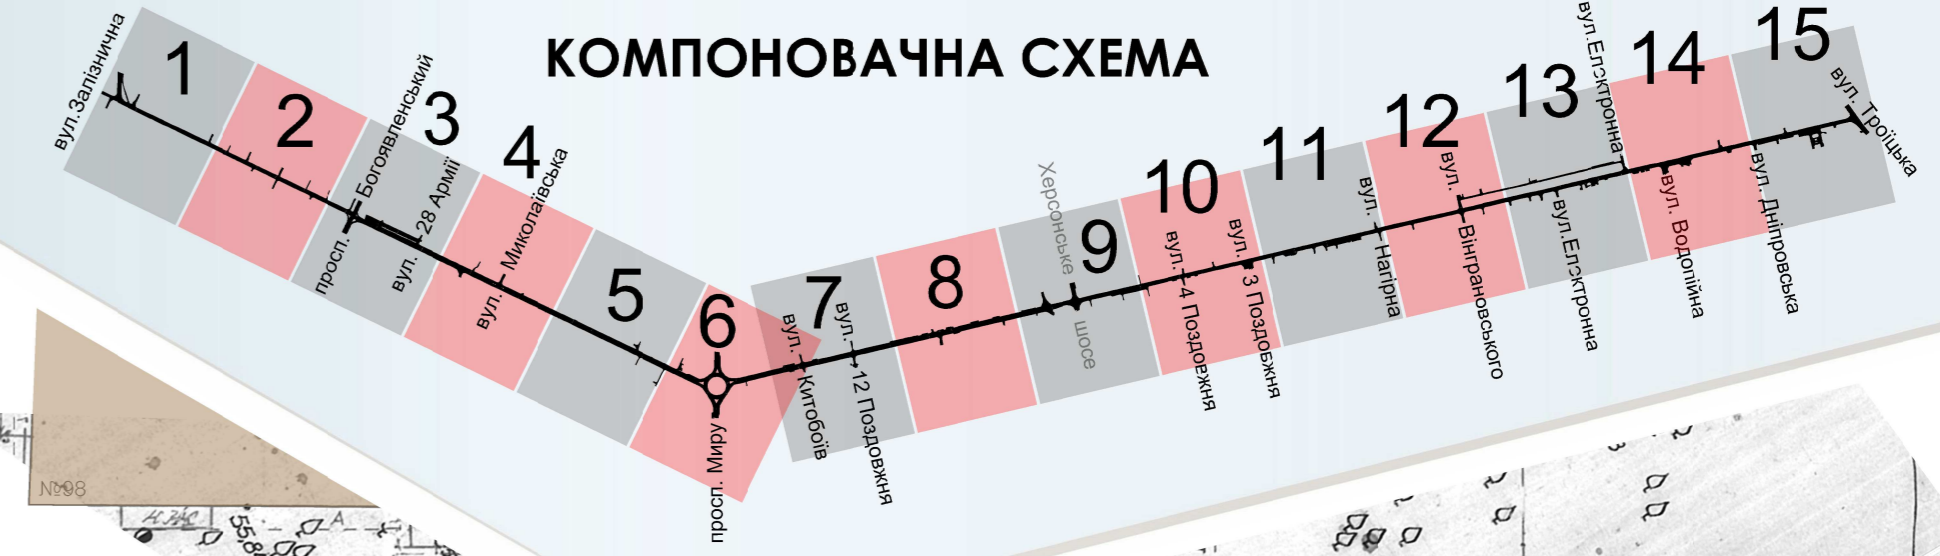 КОМПОНОВАЧНА СХЕМА
вул.Залізнична
1
2
просп. Богоявленський
3
вул. 28 Армії
4
вул. Миколаївська
5
6
просп. Миру
7
вул. Китобоїв
вул. 12 Поздовжня
8
Херсонське шосе
9
10
вул. 4 Поздовжня
вул. 3 Поздовжня
11
вул. Нагірна
12
вул. Вінграновського
13
вул.Електронна
вул.Електронна
14
вул. Водопійна
15
вул. Дніпровська
вул. Троїцька
№98
55,8
А